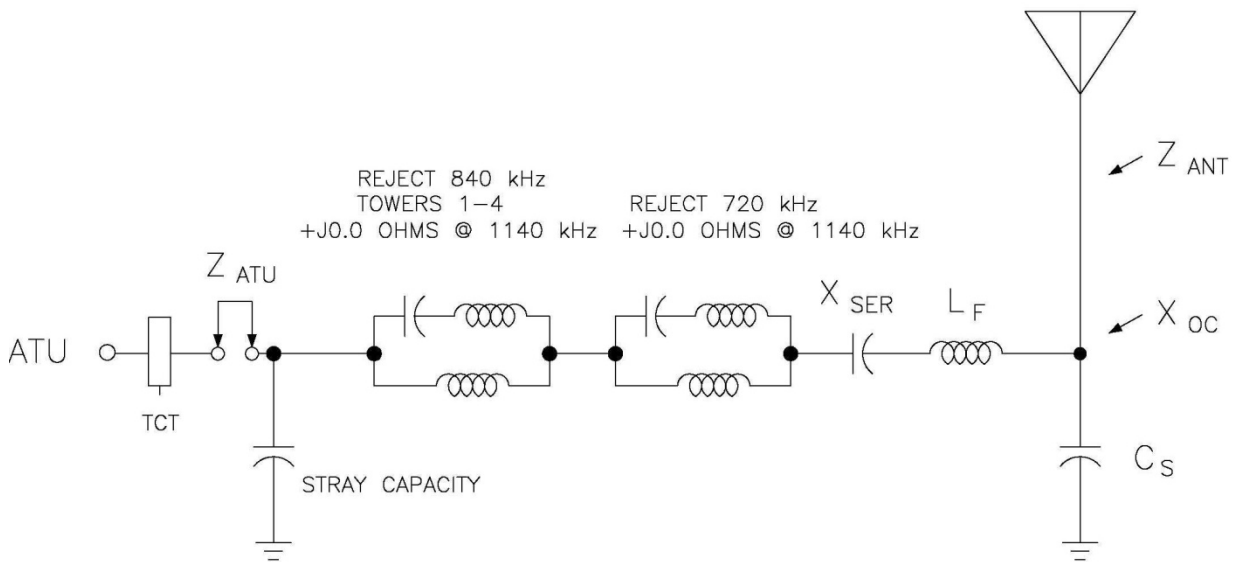 REJECT 840 kHz
TOWERS 1-4
+J0.0 OHMS @ 1140 kHz
REJECT 720 kHz
+J0.0 OHMS @ 1140 kHz
Z ANT
Z ATU
X SER
L F
X OC
ATU
TCT
STRAY CAPACITY
C S